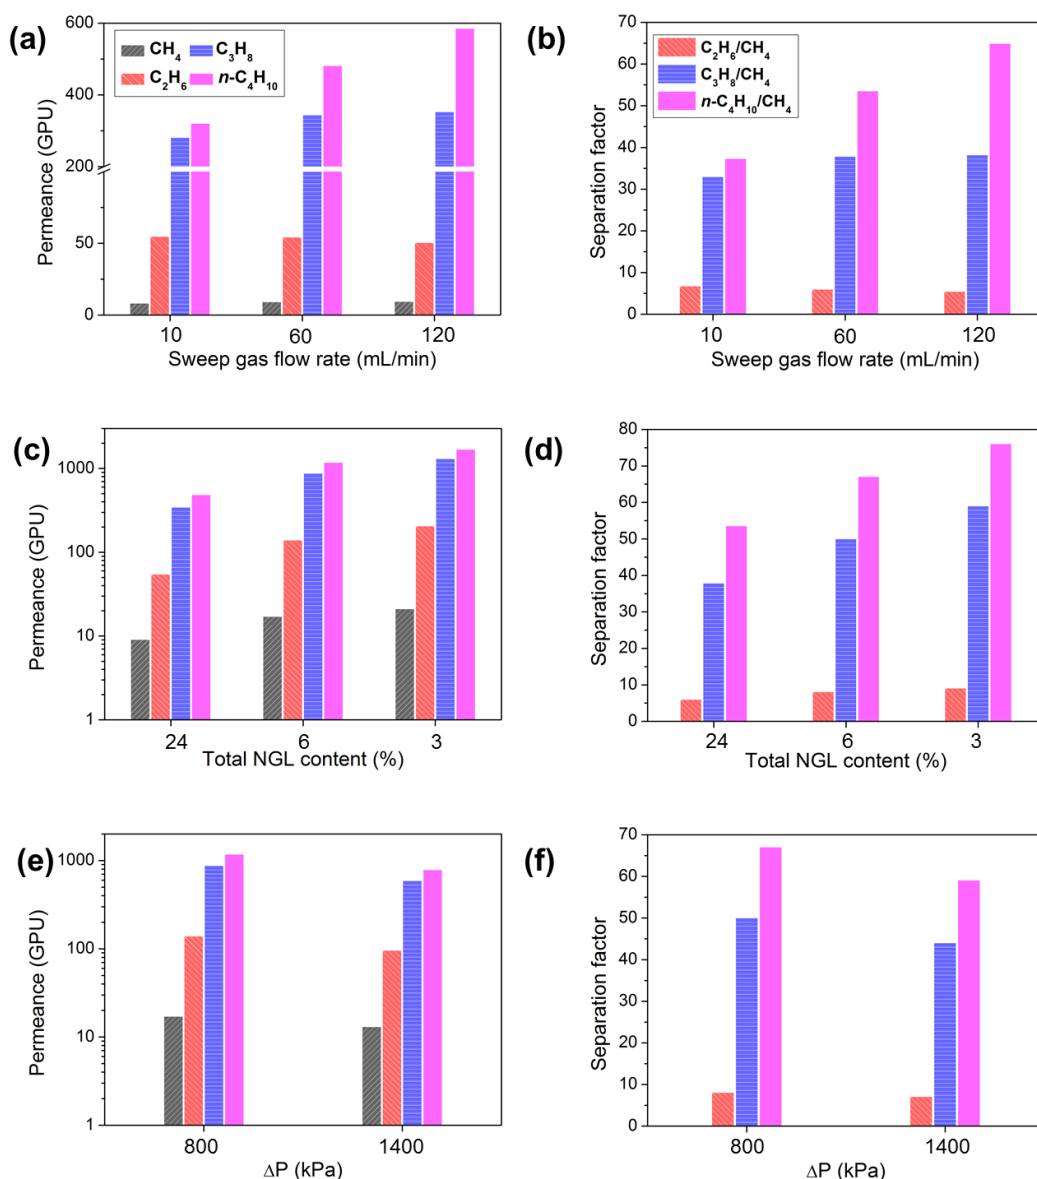 (a)
Permeance (GPU)
600
400
200
50
0
CH4 C3H8
C2H6 n-C4H10
10 60 120
Sweep gas flow rate (mL/min)
(b)
Separation factor
70
60
50
40
30
20
10
0
C2H6/CH4
C3H8/CH4
n-C4H10/CH4
10 60 120
Sweep gas flow rate (mL/min)
(c)
Permeance (GPU)
1000
100
10
1
24 6 3
Total NGL content (%)
(d)
Separation factor
80
70
60
50
40
30
20
10
0
24 6 3
Total NGL content (%)
(e)
Permeance (GPU)
1000
100
10
1
800 1400
ΔP (kPa)
(f)
Separation factor
70
60
50
40
30
20
10
0
800 1400
ΔP (kPa)